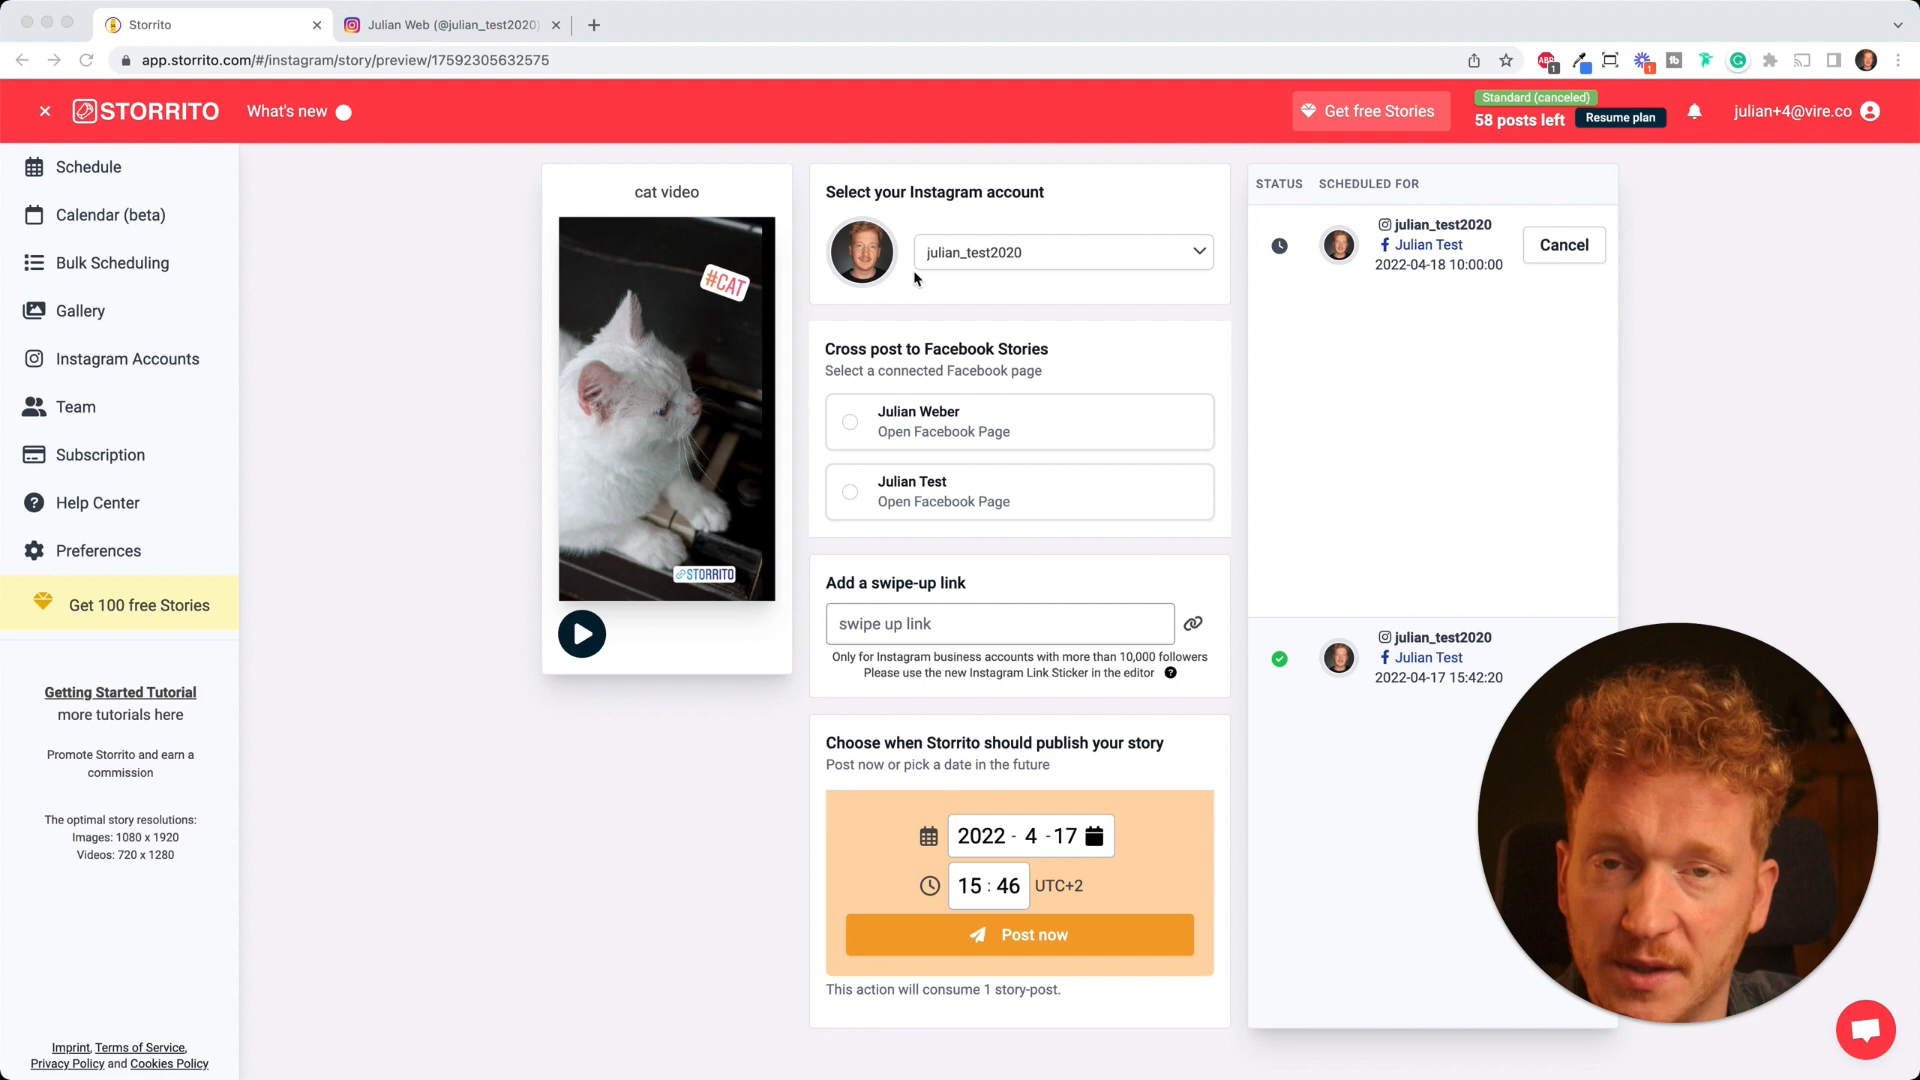 Storrito
Julian Web (@julian_test2020)
app.storrito.com/#/instagram/story/preview/17592305632575
ABP
1
1
STORRITO
What's new
Get free Stories
Standard (canceled)
58 posts left
Resume plan
julian+4@vire.co
Schedule
Calendar (beta)
Bulk Scheduling
Gallery
Instagram Accounts
Team
Subscription
Help Center
Preferences
Get 100 free Stories
Getting Started Tutorial
more tutorials here
Promote Storrito and earn a
commission
The optimal story resolutions:
Images: 1080 x 1920
Videos: 720 x 1280
Imprint, Terms of Service,
Privacy Policy and Cookies Policy
cat video
#CAT
STORRITO
Select your Instagram account
julian_test2020
Cross post to Facebook Stories
Select a connected Facebook page
Julian Weber
Open Facebook Page
Julian Test
Open Facebook Page
Add a swipe-up link
swipe up link
Only for Instagram business accounts with more than 10,000 followers
Please use the new Instagram Link Sticker in the editor
Choose when Storrito should publish your story
Post now or pick a date in the future
2022 - 4 - 17
15 : 46 UTC+2
Post now
This action will consume 1 story-post.
STATUS SCHEDULED FOR
julian_test2020
Julian Test
2022-04-18 10:00:00
Cancel
julian_test2020
Julian Test
2022-04-17 15:42:20